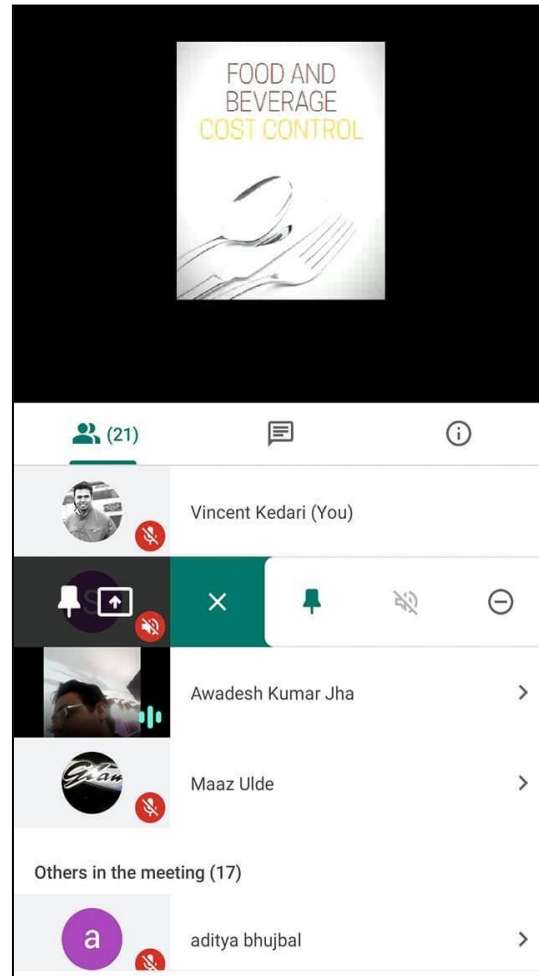 FOOD AND
BEVERAGE
COST CONTROL
(21)
Vincent Kedari (You)
S
Awadesh Kumar Jha
Glam
Maaz Ulde
Others in the meeting (17)
a
aditya bhujbal